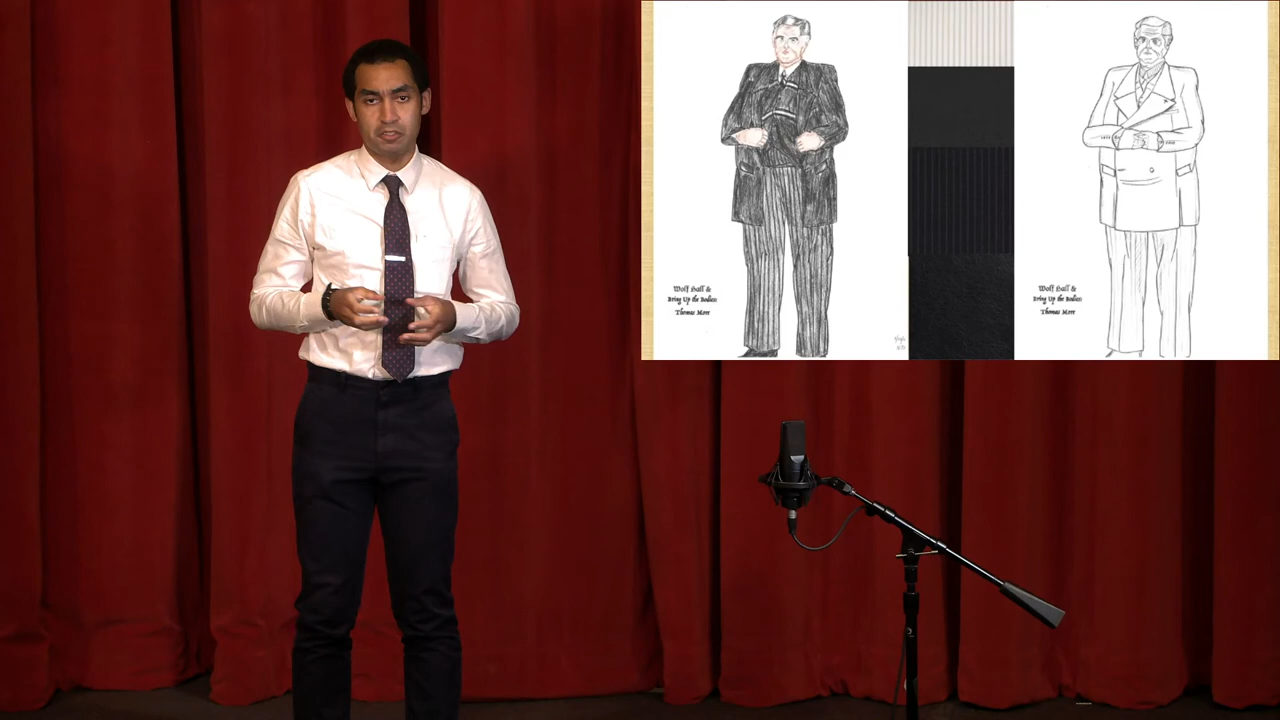 Wolf Hall &
Bring Up the Bodies
Thomas More
Wolf Hall &
Bring Up the Bodies
Thomas More